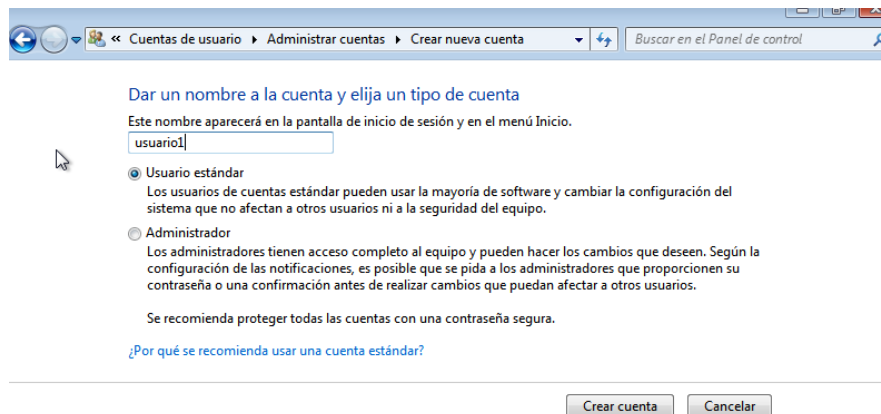 « Cuentas de usuario ▸ Administrar cuentas ▸ Crear nueva cuenta
Buscar en el Panel de control
Dar un nombre a la cuenta y elija un tipo de cuenta
Este nombre aparecerá en la pantalla de inicio de sesión y en el menú Inicio.
usuario1
Usuario estándar
Los usuarios de cuentas estándar pueden usar la mayoría de software y cambiar la configuración del
sistema que no afectan a otros usuarios ni a la seguridad del equipo.
Administrador
Los administradores tienen acceso completo al equipo y pueden hacer los cambios que deseen. Según la
configuración de las notificaciones, es posible que se pida a los administradores que proporcionen su
contraseña o una confirmación antes de realizar cambios que puedan afectar a otros usuarios.
Se recomienda proteger todas las cuentas con una contraseña segura.
¿Por qué se recomienda usar una cuenta estándar?
Crear cuenta
Cancelar